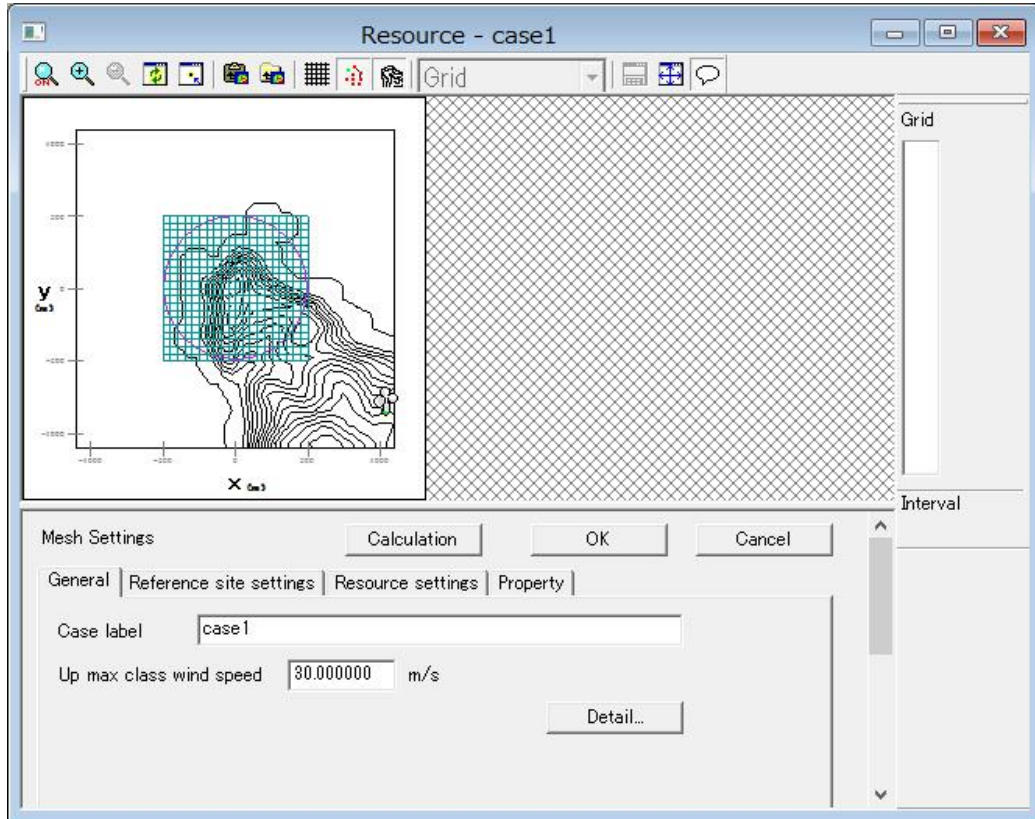 Resource - case1
Grid
Grid
y
x
Interval
Mesh Settings
Calculation
OK
Cancel
General
Reference site settings
Resource settings
Property
Case label
case1
Up max class wind speed
30.000000
m/s
Detail...